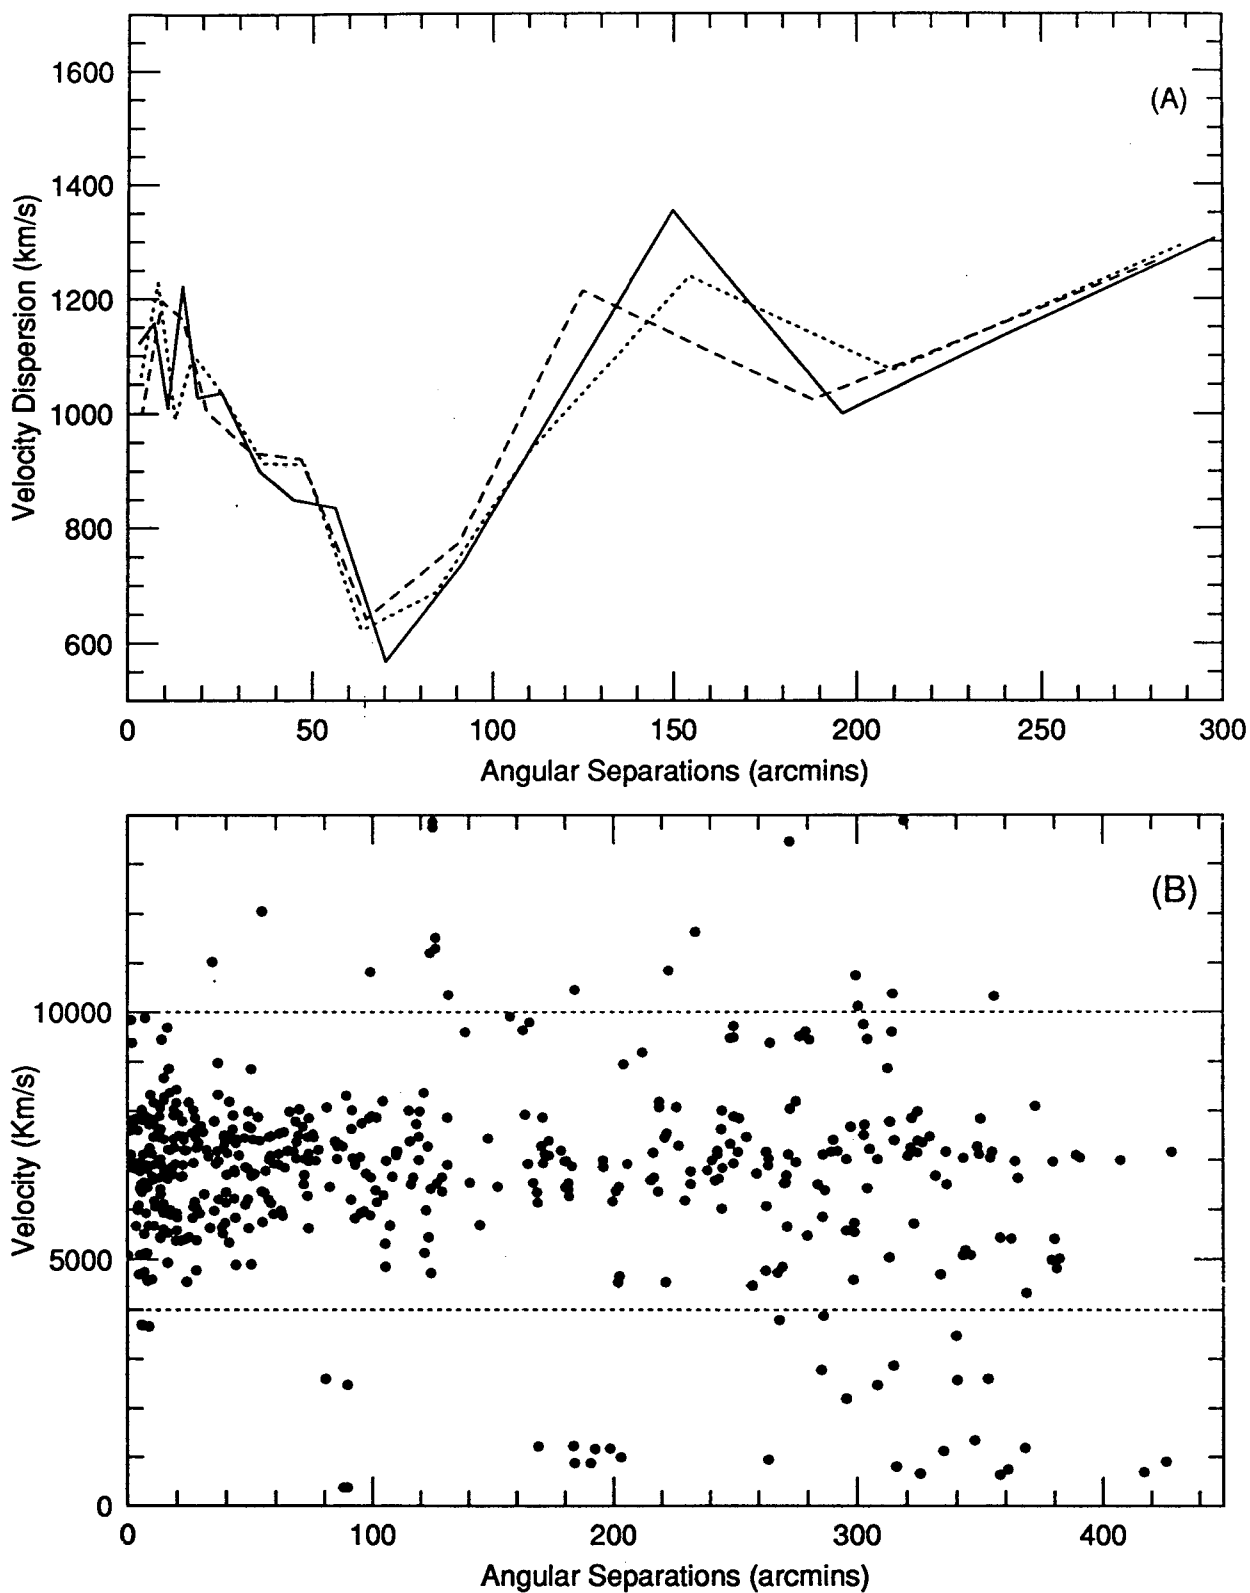 (A)
1600
1400
1200
1000
800
600
Velocity Dispersion (km/s)
0 50 100 150 200 250 300
Angular Separations (arcmins)
(B)
10000
5000
0
Velocity (Km/s)
0 100 200 300 400
Angular Separations (arcmins)